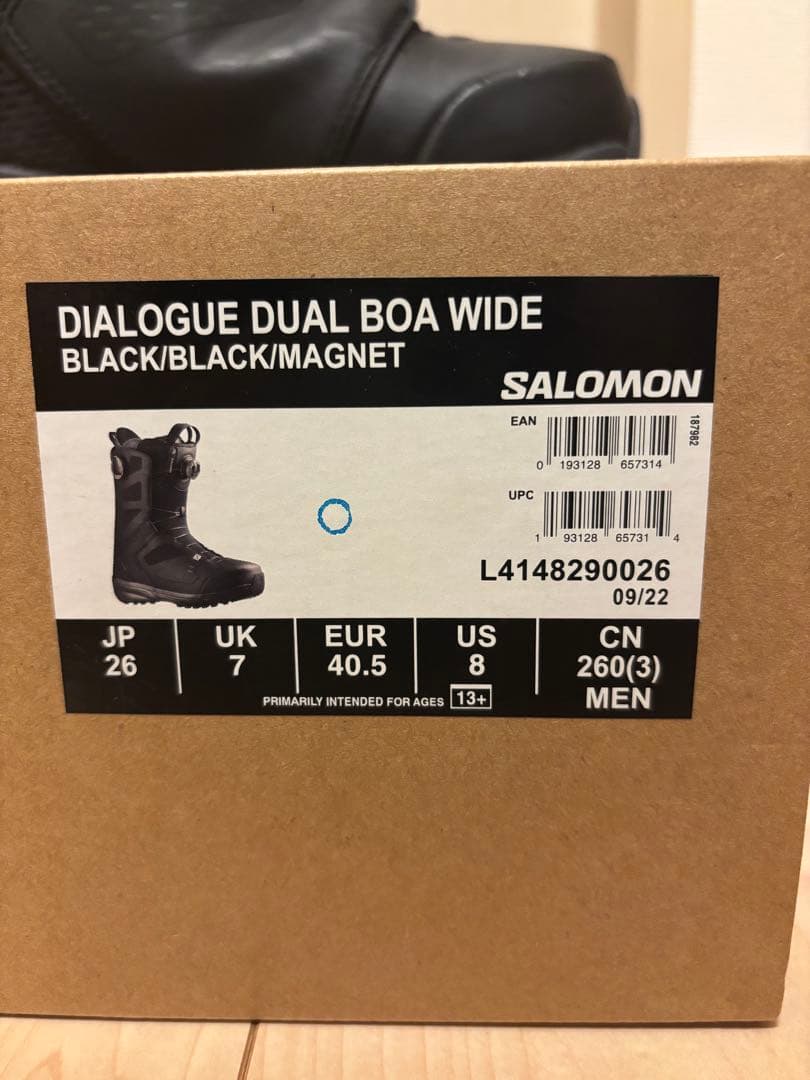 DIALOGUE DUAL BOA WIDE
BLACK/BLACK/MAGNET
SALOMON
EAN
187982
0 193128 657314
UPC
1 93128 65731 4
L4148290026
09/22
JP UK EUR US CN
26 7 40.5 8 260(3)
PRIMARILY INTENDED FOR AGES 13+ MEN